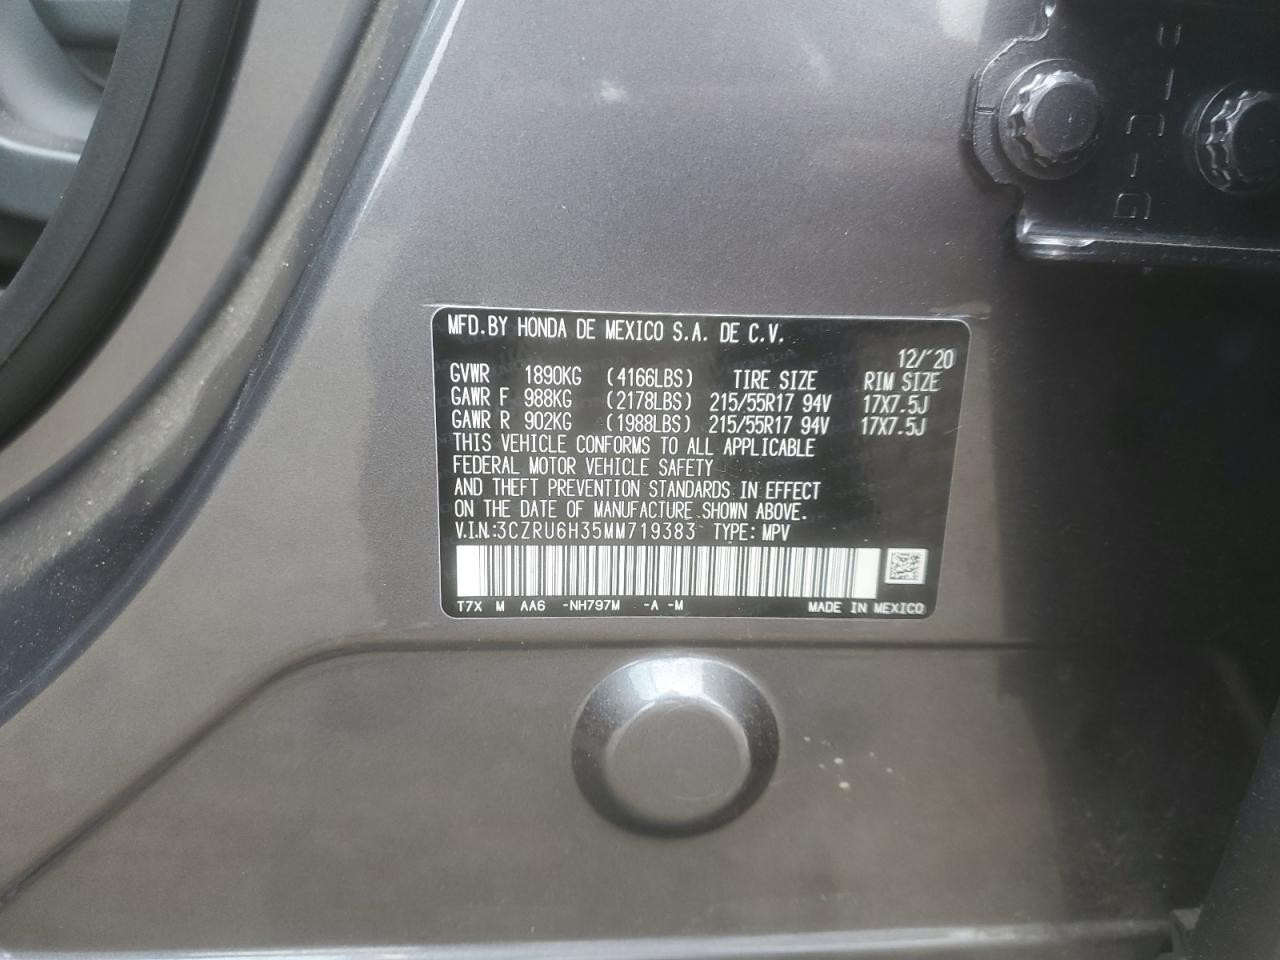 MFD.BY HONDA DE MEXICO S.A. DE C.V.
12/'20
GVWR 1890KG (4166LBS) TIRE SIZE RIM SIZE
GAWR F 988KG (2178LBS) 215/55R17 94V 17X7.5J
GAWR R 902KG (1988LBS) 215/55R17 94V 17X7.5J
THIS VEHICLE CONFORMS TO ALL APPLICABLE
FEDERAL MOTOR VEHICLE SAFETY
AND THEFT PREVENTION STANDARDS IN EFFECT
ON THE DATE OF MANUFACTURE SHOWN ABOVE.
V.I.N.:3CZRU6H35MM719383 TYPE: MPV
T7X M AA6 -NH797M -A -M MADE IN MEXICO